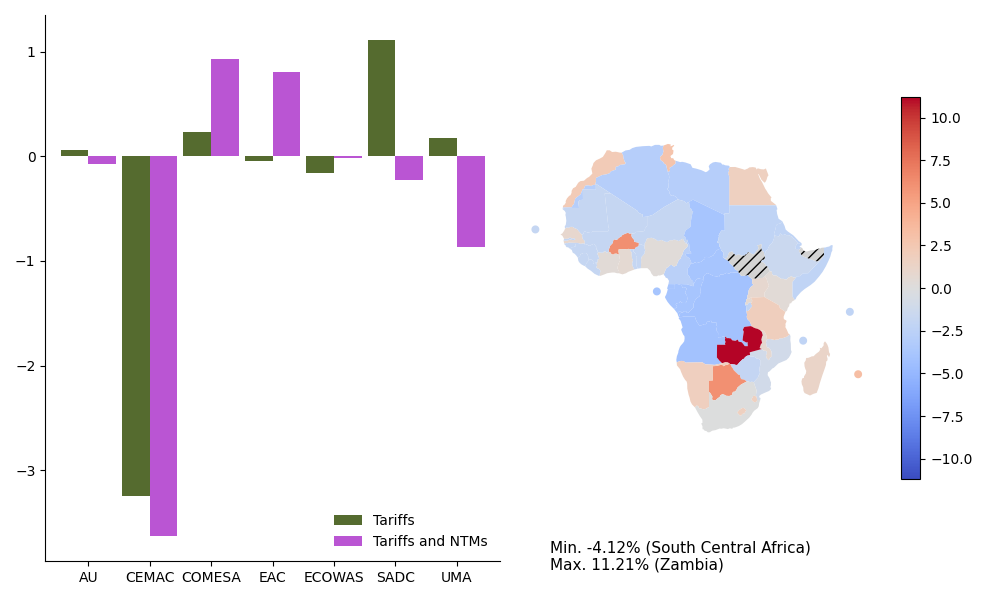 1
0
−1
−2
−3
AU CEMAC COMESA EAC ECOWAS SADC UMA
Tariffs
Tariffs and NTMs
10.0
7.5
5.0
2.5
0.0
−2.5
−5.0
−7.5
−10.0
Min. -4.12% (South Central Africa)
Max. 11.21% (Zambia)